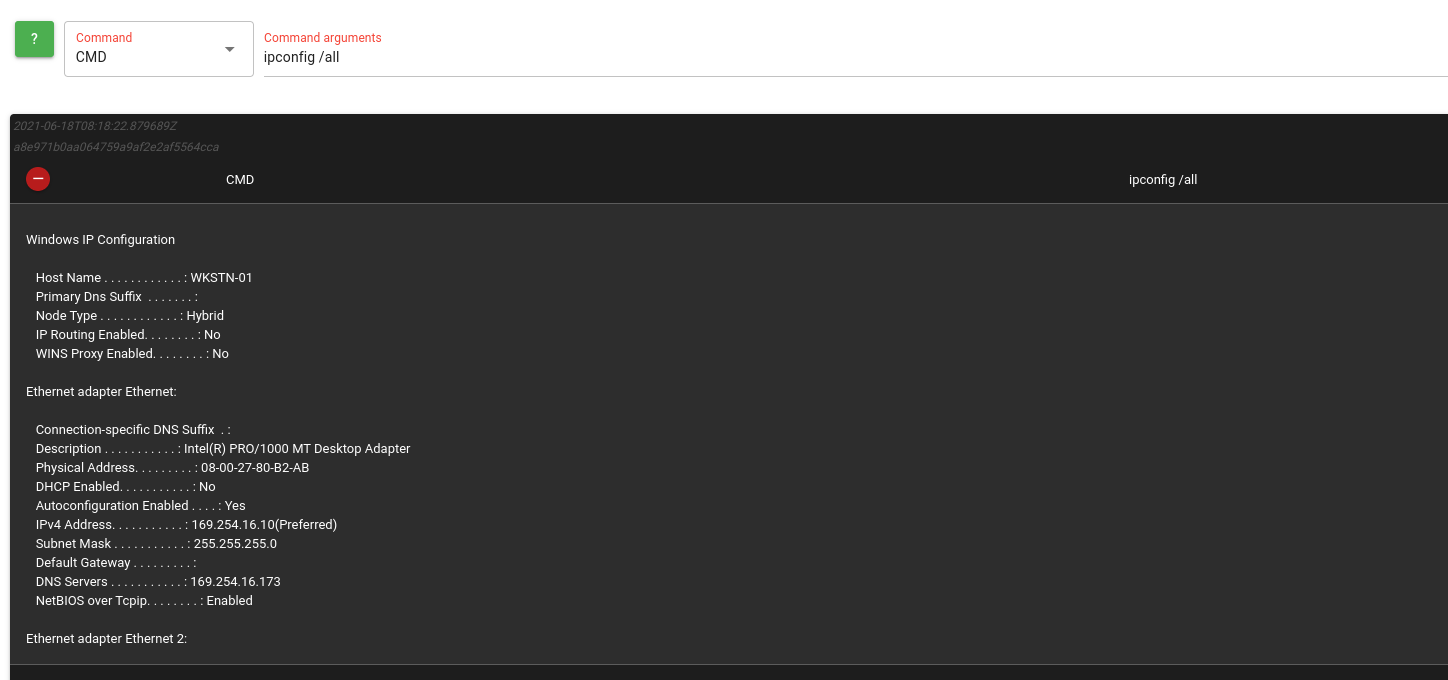 ?
Command
CMD
Command arguments
ipconfig /all
2021-06-18T08:18:22.879689Z
a8e971b0aa064759a9af2e2af5564cca
CMD ipconfig /all
Windows IP Configuration
Host Name . . . . . . . . . . . . : WKSTN-01
Primary Dns Suffix  . . . . . . . :
Node Type . . . . . . . . . . . . : Hybrid
IP Routing Enabled. . . . . . . . : No
WINS Proxy Enabled. . . . . . . . : No
Ethernet adapter Ethernet:
Connection-specific DNS Suffix  . :
Description . . . . . . . . . . . : Intel(R) PRO/1000 MT Desktop Adapter
Physical Address. . . . . . . . . : 08-00-27-80-B2-AB
DHCP Enabled. . . . . . . . . . . : No
Autoconfiguration Enabled . . . . : Yes
IPv4 Address. . . . . . . . . . . : 169.254.16.10(Preferred)
Subnet Mask . . . . . . . . . . . : 255.255.255.0
Default Gateway . . . . . . . . . :
DNS Servers . . . . . . . . . . . : 169.254.16.173
NetBIOS over Tcpip. . . . . . . . : Enabled
Ethernet adapter Ethernet 2: